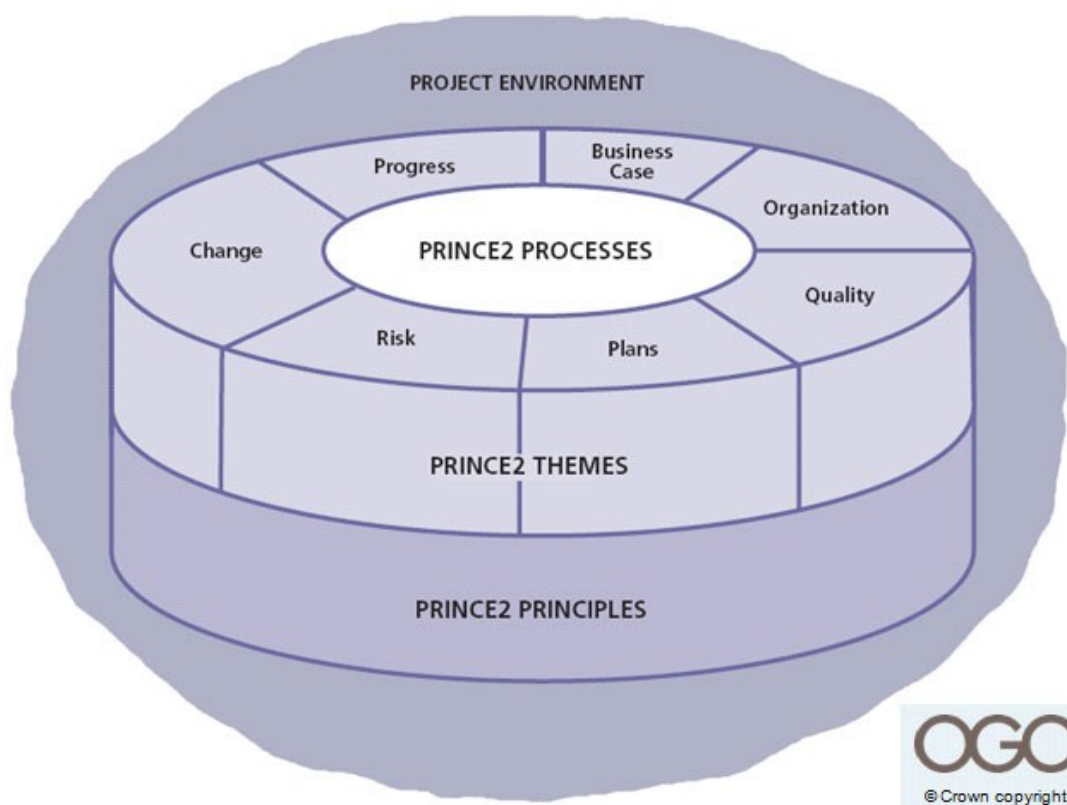 PROJECT ENVIRONMENT
Progress
Business
Case
Organization
Change
PRINCE2 PROCESSES
Quality
Risk
Plans
PRINCE2 THEMES
PRINCE2 PRINCIPLES
OGC
©Crown copyright